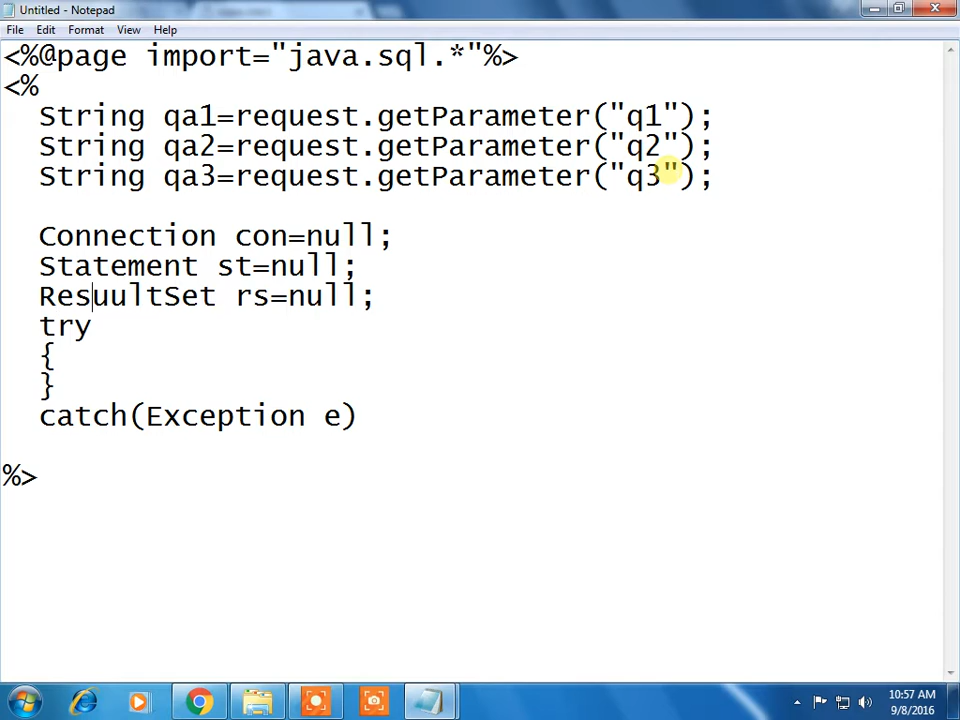 Untitled - Notepad
File Edit Format View Help
<%@page import="java.sql.*"%>
<%
String qa1=request.getParameter("q1");
String qa2=request.getParameter("q2");
String qa3=request.getParameter("q3");
Connection con=null;
Statement st=null;
ResuultSet rs=null;
try
{
}
catch(Exception e)
%>
10:57 AM
9/8/2016